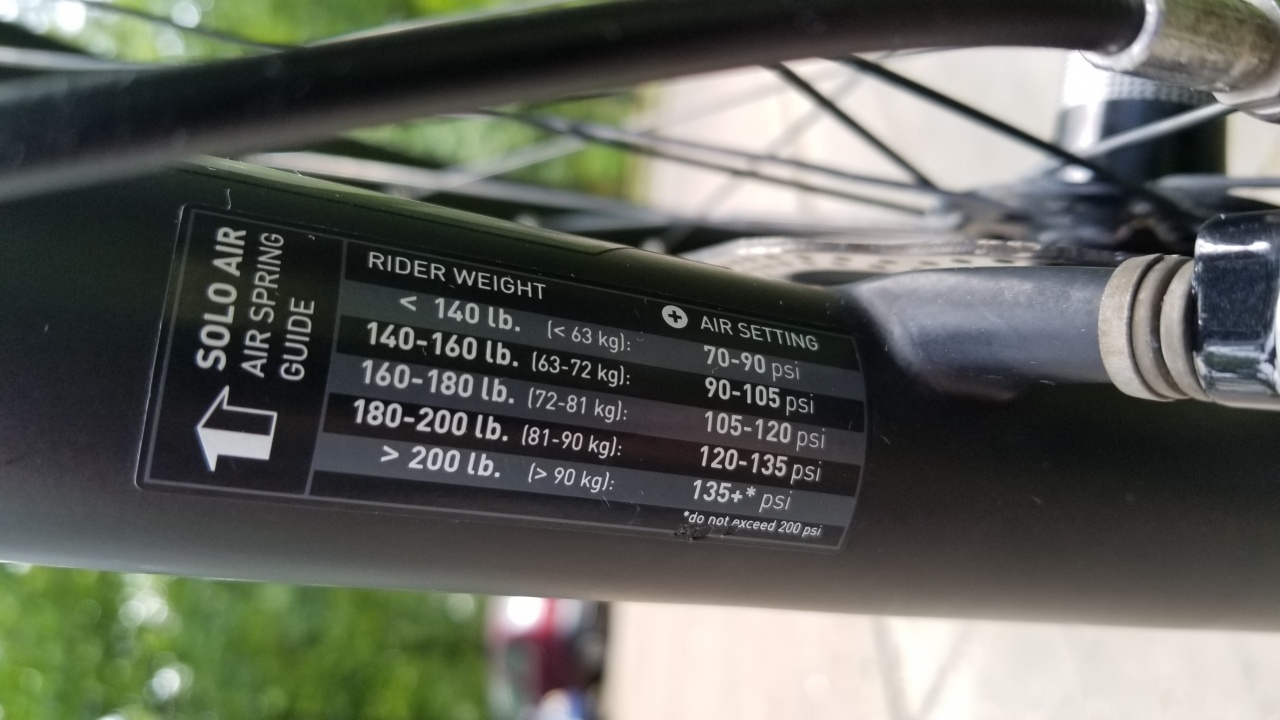 SOLO AIR
AIR SPRING
GUIDE
RIDER WEIGHT + AIR SETTING
< 140 lb. (< 63 kg): 70-90 psi
140-160 lb. (63-72 kg): 90-105 psi
160-180 lb. (72-81 kg): 105-120 psi
180-200 lb. (81-90 kg): 120-135 psi
> 200 lb. (> 90 kg): 135+* psi
*do not exceed 200 psi